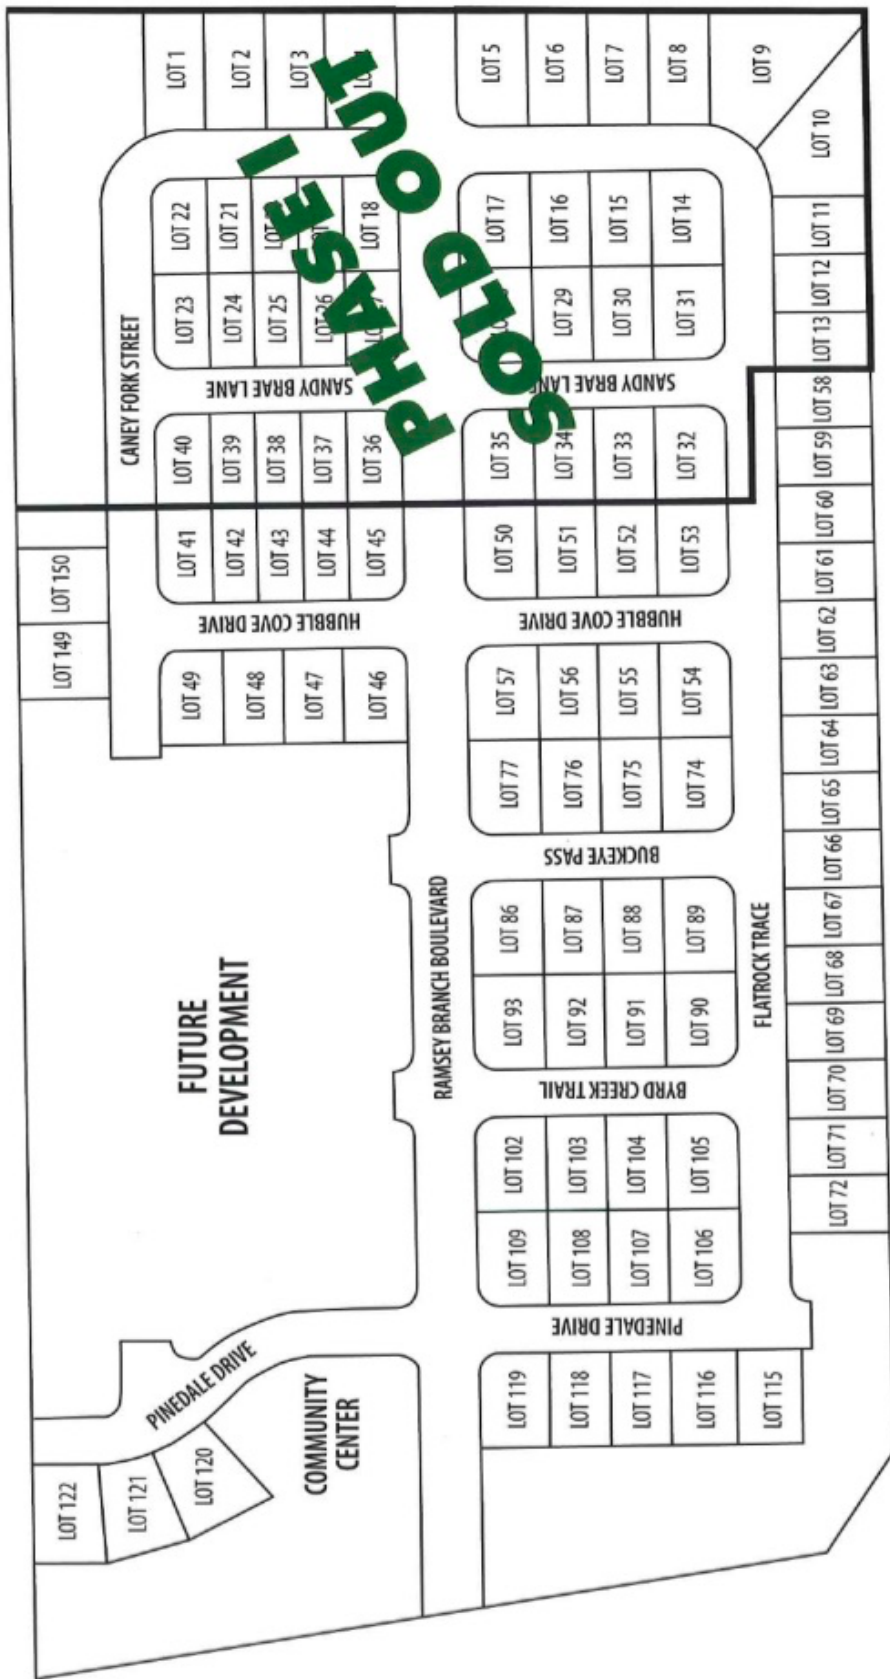 LOT 1
LOT 2
LOT 3
LOT 5
LOT 6
LOT 7
LOT 8
LOT 9
LOT 10
LOT 11
LOT 12
LOT 13
PHASE I
SOLD OUT
LOT 22
LOT 21
LOT 18
LOT 17
LOT 16
LOT 15
LOT 14
LOT 23
LOT 24
LOT 25
LOT 26
LOT 29
LOT 30
LOT 31
CANEY FORK STREET
SANDY BRAE LANE
SANDY BRAE LANE
LOT 40
LOT 39
LOT 38
LOT 37
LOT 36
LOT 35
LOT 34
LOT 33
LOT 32
LOT 150
LOT 149
LOT 41
LOT 42
LOT 43
LOT 44
LOT 45
LOT 50
LOT 51
LOT 52
LOT 53
HUBBLE COVE DRIVE
HUBBLE COVE DRIVE
LOT 49
LOT 48
LOT 47
LOT 46
LOT 57
LOT 56
LOT 55
LOT 54
LOT 77
LOT 76
LOT 75
LOT 74
BUCKEYE PASS
LOT 58
LOT 59
LOT 60
LOT 61
LOT 62
LOT 63
LOT 64
LOT 65
LOT 66
LOT 67
LOT 68
LOT 69
LOT 70
LOT 71
LOT 72
FUTURE
DEVELOPMENT
RAMSEY BRANCH BOULEVARD
FLATROCK TRACE
LOT 86
LOT 87
LOT 88
LOT 89
LOT 93
LOT 92
LOT 91
LOT 90
BYRD CREEK TRAIL
LOT 102
LOT 103
LOT 104
LOT 105
LOT 109
LOT 108
LOT 107
LOT 106
PINEDALE DRIVE
PINEDALE DRIVE
LOT 119
LOT 118
LOT 117
LOT 116
LOT 115
COMMUNITY
CENTER
LOT 122
LOT 121
LOT 120